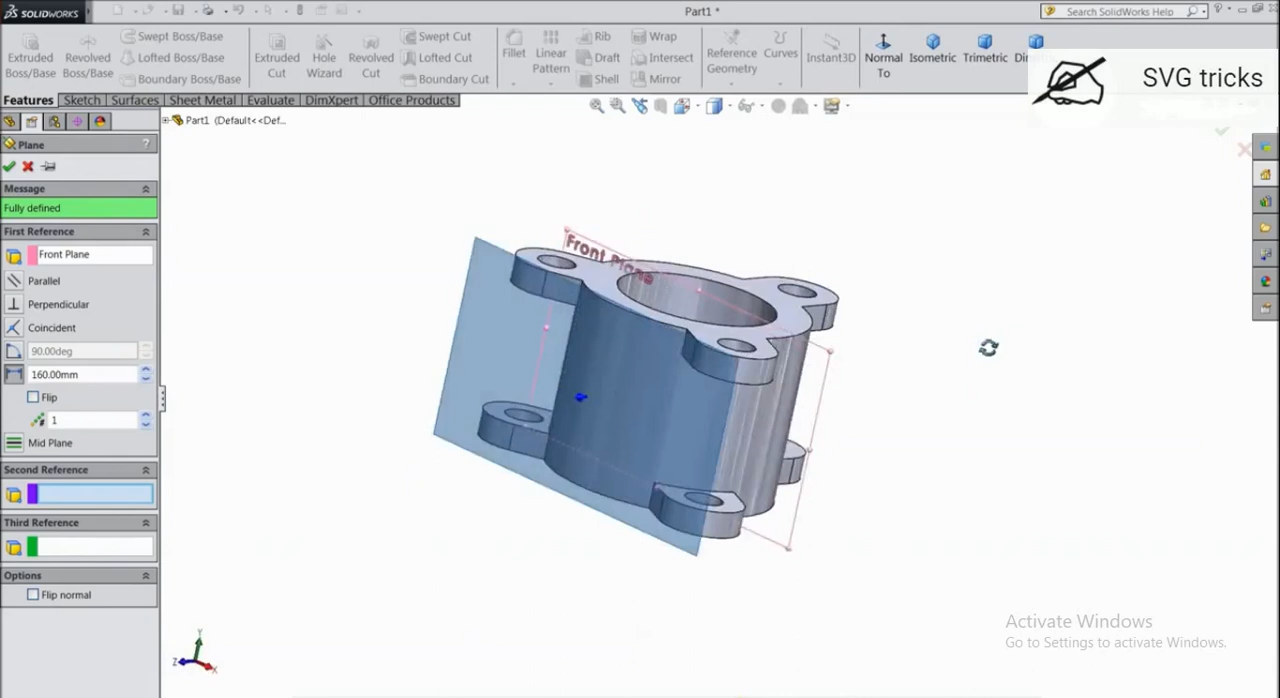 SOLIDWORKS
Part1 *
Search SolidWorks Help
Extruded Boss/Base
Revolved Boss/Base
Swept Boss/Base
Lofted Boss/Base
Boundary Boss/Base
Extruded Cut
Hole Wizard
Revolved Cut
Swept Cut
Lofted Cut
Boundary Cut
Fillet
Linear Pattern
Rib
Draft
Shell
Wrap
Intersect
Mirror
Reference Geometry
Curves
Instant3D
Normal To
Isometric
Trimetric
SVG tricks
Features
Sketch
Surfaces
Sheet Metal
Evaluate
DimXpert
Office Products
Part1 (Default<<Def...
Plane
?
Message
Fully defined
First Reference
Front Plane
Parallel
Perpendicular
Coincident
90.00deg
160.00mm
Flip
1
Mid Plane
Second Reference
Third Reference
Options
Flip normal
Front Plane
Y
Z
X
Activate Windows
Go to Settings to activate Windows.